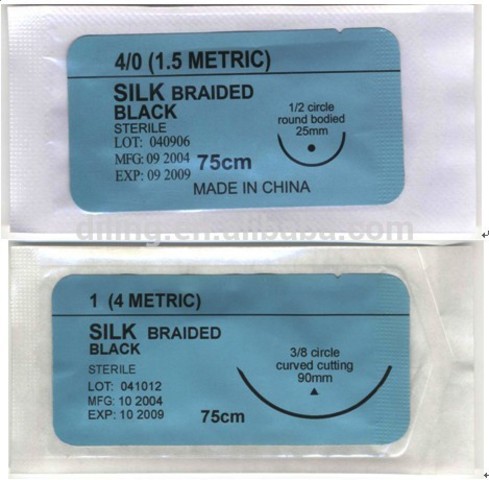 4/0 (1.5 METRIC)
SILK BRAIDED
BLACK
STERILE
LOT: 040906
MFG: 09 2004
EXP: 09 2009
75cm
1/2 circle
round bodied
25mm
MADE IN CHINA
1 (4 METRIC)
SILK BRAIDED
BLACK
STERILE
LOT: 041012
MFG: 10 2004
EXP: 10 2009
75cm
3/8 circle
curved cutting
90mm